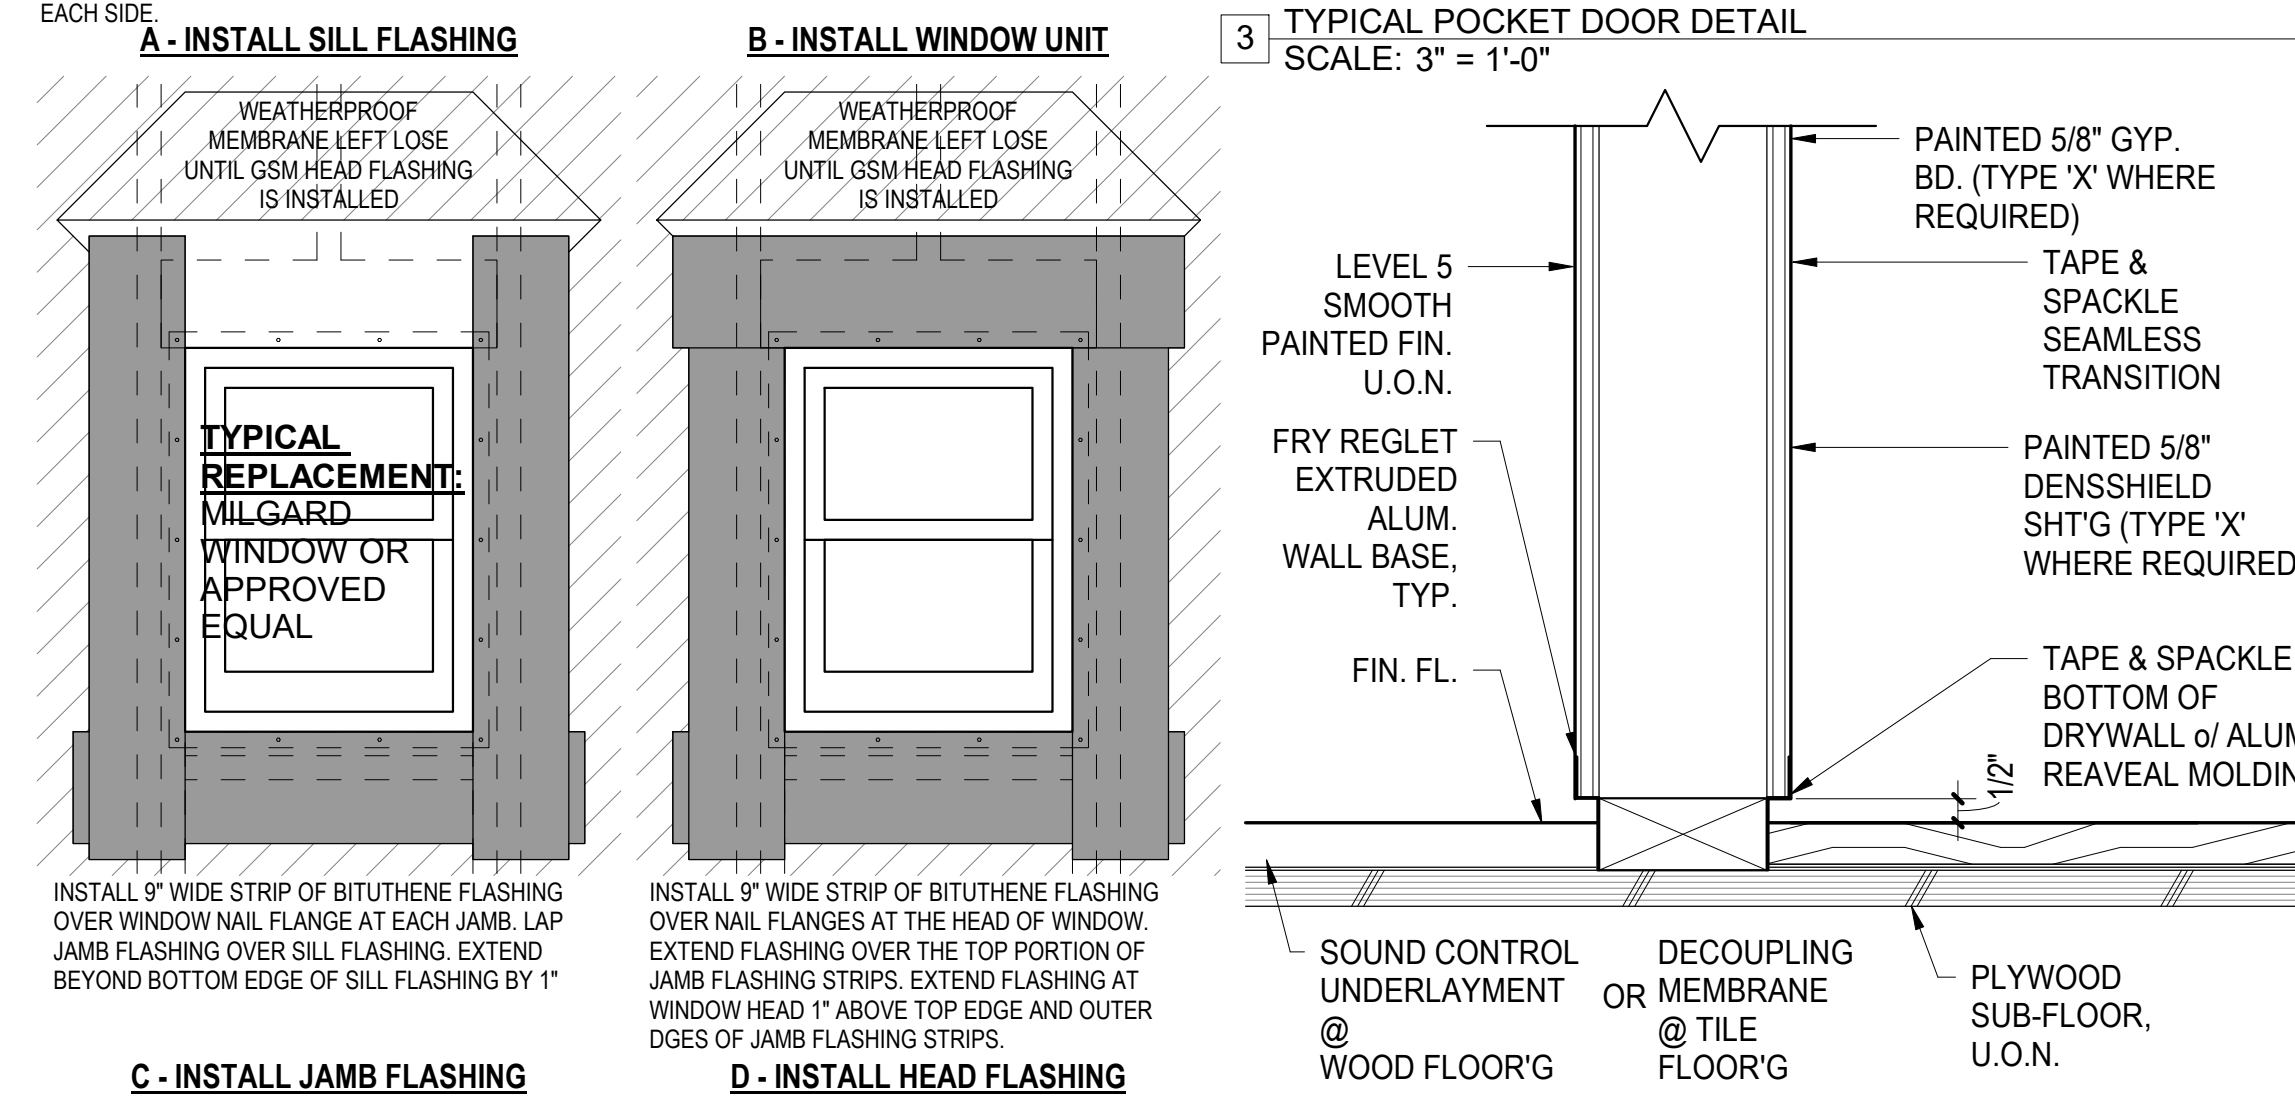 EACH SIDE.
A - INSTALL SILL FLASHING
B - INSTALL WINDOW UNIT
WEATHERPROOF
MEMBRANE LEFT LOSE
UNTIL GSM HEAD FLASHING
IS INSTALLED
WEATHERPROOF
MEMBRANE LEFT LOSE
UNTIL GSM HEAD FLASHING
IS INSTALLED
TYPICAL
REPLACEMENT:
MILGARD
WINDOW OR
APPROVED
EQUAL
INSTALL 9" WIDE STRIP OF BITUTHENE FLASHING
OVER WINDOW NAIL FLANGE AT EACH JAMB. LAP
JAMB FLASHING OVER SILL FLASHING. EXTEND
BEYOND BOTTOM EDGE OF SILL FLASHING BY 1"
C - INSTALL JAMB FLASHING
INSTALL 9" WIDE STRIP OF BITUTHENE FLASHING
OVER NAIL FLANGES AT THE HEAD OF WINDOW.
EXTEND FLASHING OVER THE TOP PORTION OF
JAMB FLASHING STRIPS. EXTEND FLASHING AT
WINDOW HEAD 1" ABOVE TOP EDGE AND OUTER
DGES OF JAMB FLASHING STRIPS.
D - INSTALL HEAD FLASHING
3 TYPICAL POCKET DOOR DETAIL
SCALE: 3" = 1'-0"
PAINTED 5/8" GYP.
BD. (TYPE 'X' WHERE
REQUIRED)
LEVEL 5
SMOOTH
PAINTED FIN.
U.O.N.
TAPE &
SPACKLE
SEAMLESS
TRANSITION
FRY REGLET
EXTRUDED
ALUM.
WALL BASE,
TYP.
PAINTED 5/8"
DENSSHIELD
SHT'G (TYPE 'X'
WHERE REQUIRED
FIN. FL.
TAPE & SPACKLE
BOTTOM OF
DRYWALL o/ ALUM
REAVEAL MOLDIN
1/2"
SOUND CONTROL
UNDERLAYMENT
@
WOOD FLOOR'G
OR
DECOUPLING
MEMBRANE
@ TILE
FLOOR'G
PLYWOOD
SUB-FLOOR,
U.O.N.